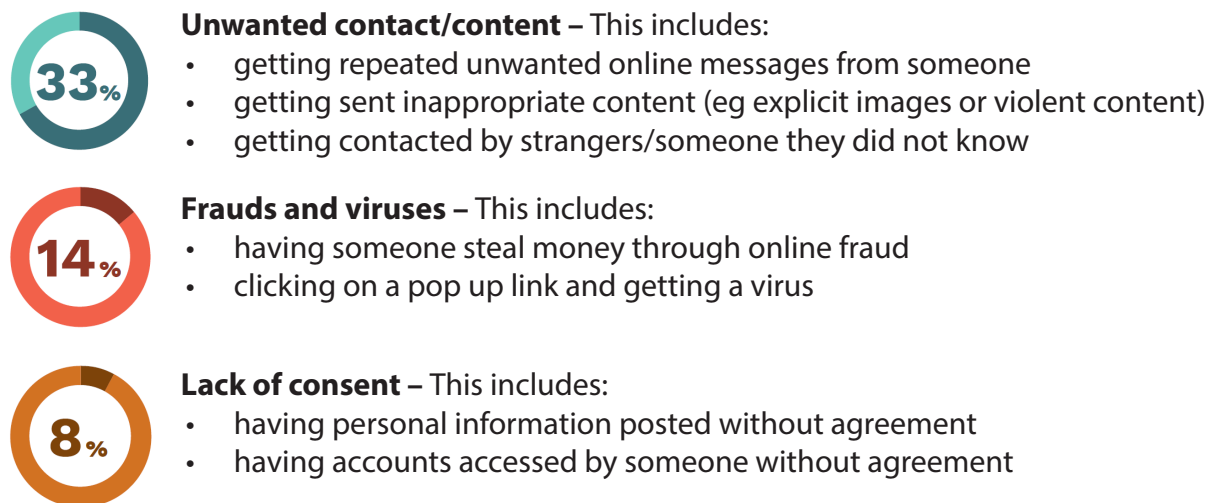 33%
Unwanted contact/content – This includes:
• getting repeated unwanted online messages from someone
• getting sent inappropriate content (eg explicit images or violent content)
• getting contacted by strangers/someone they did not know
14%
Frauds and viruses – This includes:
• having someone steal money through online fraud
• clicking on a pop up link and getting a virus
8%
Lack of consent – This includes:
• having personal information posted without agreement
• having accounts accessed by someone without agreement